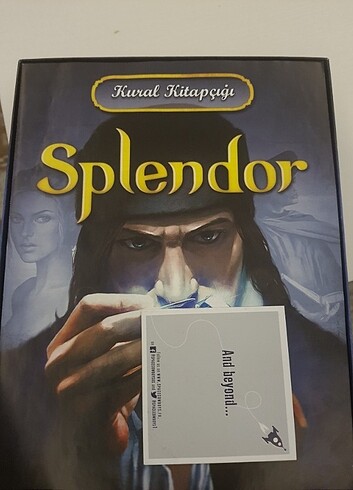 Kural Kitapçığı
Splendor
And beyond...